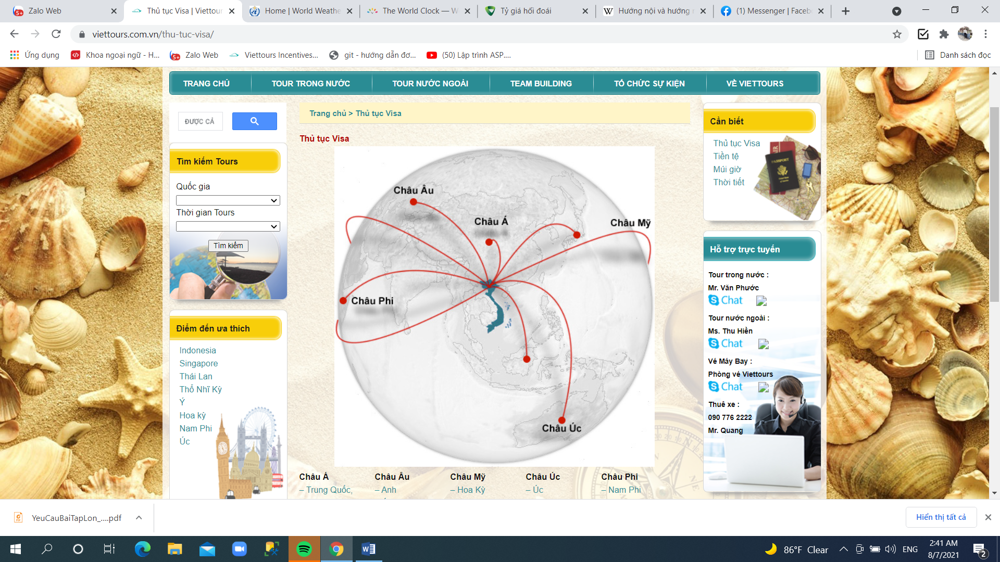 Zalo Web
Thủ tục Visa | Viettour
Home | World Weathe
The World Clock — W
Tỷ giá hối đoái
Hướng nội và hướng n
(1) Messenger | Faceb
viettours.com.vn/thu-tuc-visa/
Ứng dụng
Khoa ngoại ngữ - H...
Zalo Web
Viettours Incentives...
git - hướng dẫn đơ...
(50) Lập trình ASP....
Danh sách đọc
TRANG CHỦ
TOUR TRONG NƯỚC
TOUR NƯỚC NGOÀI
TEAM BUILDING
TỔ CHỨC SỰ KIỆN
VỀ VIETTOURS
ĐƯỢC CẢ
Tìm kiếm Tours
Quốc gia
Thời gian Tours
Tìm kiếm
Điểm đến ưa thích
Indonesia
Singapore
Thái Lan
Thổ Nhĩ Kỳ
Ý
Hoa kỳ
Nam Phi
Úc
Trang chủ > Thủ tục Visa
Thủ tục Visa
Châu Âu
Châu Á
Châu Mỹ
Châu Phi
Châu Úc
Châu Á
– Trung Quốc,
Châu Âu
– Anh
Châu Mỹ
– Hoa Kỳ
Châu Úc
– Úc
Châu Phi
– Nam Phi
Cần biết
Thủ tục Visa
Tiền tệ
Múi giờ
Thời tiết
PASSPORT
Hỗ trợ trực tuyến
Tour trong nước :
Mr. Văn Phước
Chat
Tour nước ngoài :
Ms. Thu Hiền
Chat
Vé Máy Bay :
Phòng vé Viettours
Chat
Thuê xe :
090 776 2222
Mr. Quang
YeuCauBaiTapLon_....pdf
Hiển thị tất cả
86°F Clear
ENG
2:41 AM
8/7/2021
2